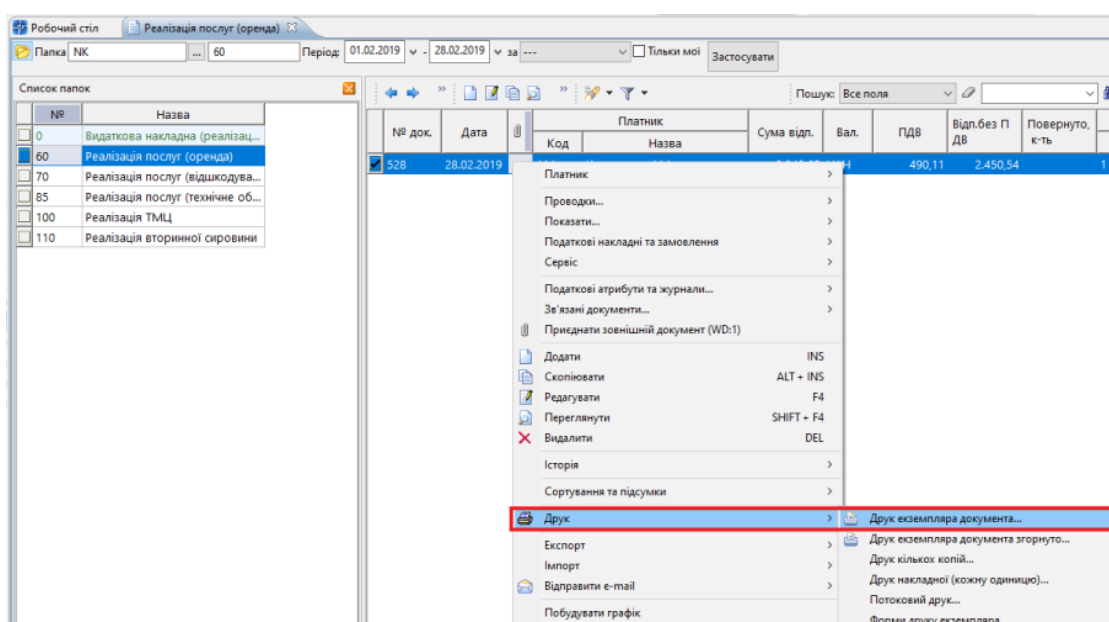 Робочий стіл Реалізація послуг (оренда)
Папка NK ... 60 Період: 01.02.2019 - 28.02.2019 за --- Тільки мої Застосувати
Список папок
№ Назва
0 Видаткова накладна (реалізац...
60 Реалізація послуг (оренда)
70 Реалізація послуг (відшкодува...
85 Реалізація послуг (технічне об...
100 Реалізація ТМЦ
110 Реалізація вторинної сировини
Пошук: Все поля
№ док. Дата Платник Код Назва Сума відп. Вал. ПДВ Відп.без ПДВ Повернуто, к-ть
528 28.02.2019 490,11 2.450,54 1
Платник
Проводки...
Показати...
Податкові накладні та замовлення
Сервіс
Податкові атрибути та журнали...
Зв'язані документи...
Приєднати зовнішній документ (WD:1)
Додати INS
Скопіювати ALT + INS
Редагувати F4
Переглянути SHIFT + F4
Видалити DEL
Історія
Сортування та підсумки
Друк
Друк екземпляра документа...
Друк екземпляра документа згорнуто...
Експорт
Друк кількох копій...
Імпорт
Друк накладної (кожну одиницю)...
Відправити e-mail
Потоковий друк...
Побудувати графік
Форми друку екземпляра